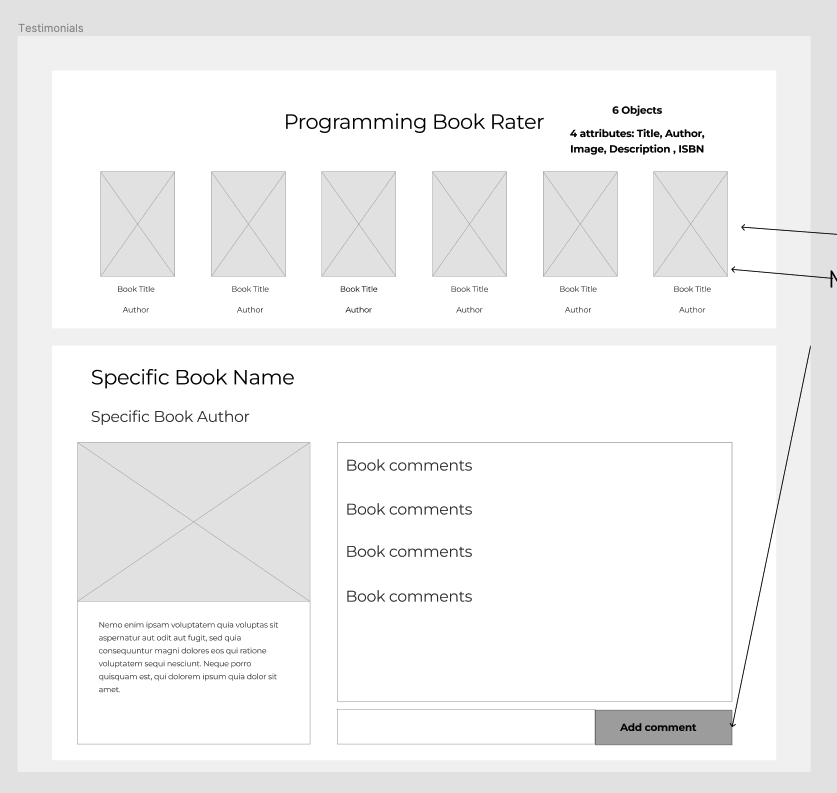 Testimonials
Programming Book Rater
6 Objects
4 attributes: Title, Author,
Image, Description , ISBN
Book Title
Book Title
Book Title
Book Title
Book Title
Book Title
Author
Author
Author
Author
Author
Author
Specific Book Name
Specific Book Author
Nemo enim ipsam voluptatem quia voluptas sit
aspernatur aut odit aut fugit, sed quia
consequuntur magni dolores eos qui ratione
voluptatem sequi nesciunt. Neque porro
quisquam est, qui dolorem ipsum quia dolor sit
amet.
Book comments
Book comments
Book comments
Book comments
Add comment